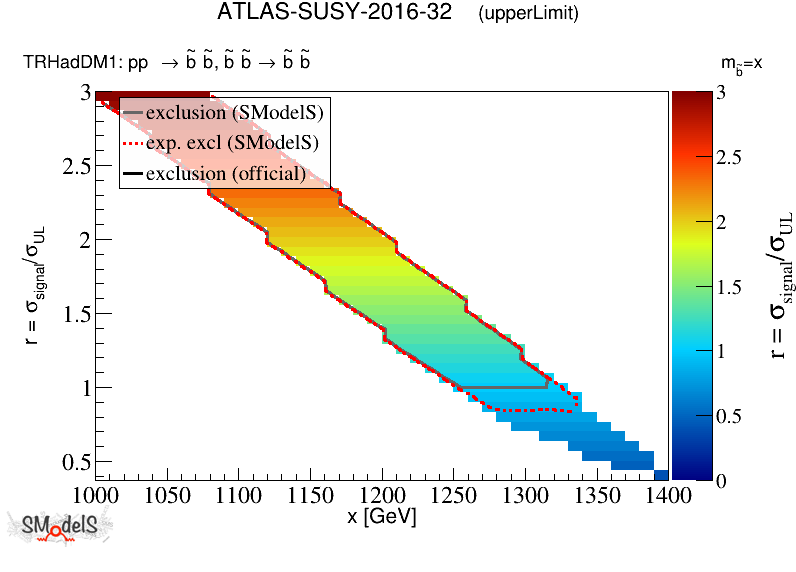 ATLAS-SUSY-2016-32 (upperLimit)
TRHadDM1: pp → b̃ b̃, b̃ b̃ → b̃ b̃
m_b̃=x
exclusion (SModelS)
exp. excl (SModelS)
exclusion (official)
3
2.5
2
1.5
1
0.5
r = σ_signal/σ_UL
1000 1050 1100 1150 1200 1250 1300 1350 1400
x [GeV]
3
2.5
2
1.5
1
0.5
0
r = σ_signal/σ_UL
SModelS